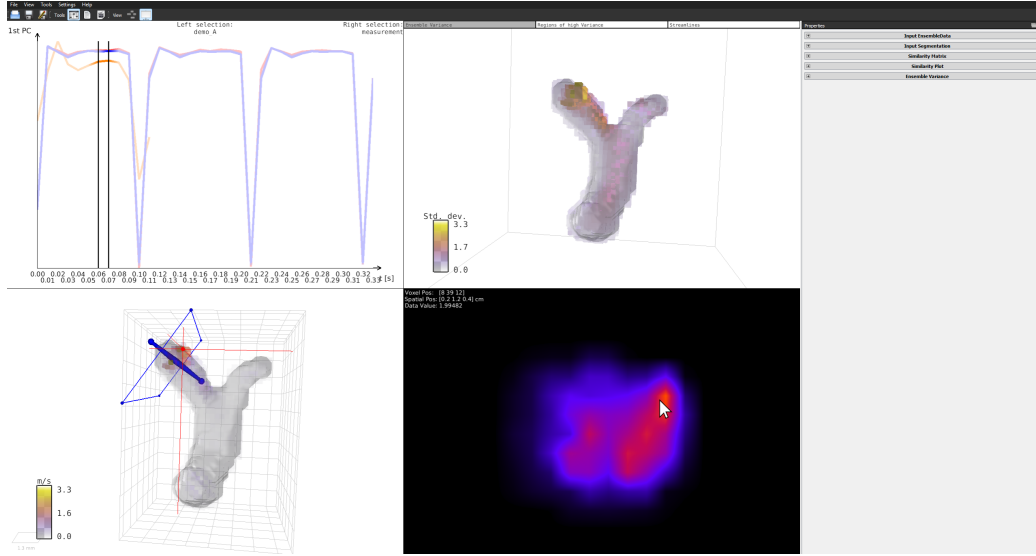 File View Tools Settings Help
Tools View
Left selection:
demo_A
Right selection:
measurement
1st PC
0.00 0.02 0.04 0.06 0.08 0.10 0.12 0.14 0.16 0.18 0.20 0.22 0.24 0.26 0.28 0.30 0.32
0.01 0.03 0.05 0.07 0.09 0.11 0.13 0.15 0.17 0.19 0.21 0.23 0.25 0.27 0.29 0.31 0.33
t [s]
Ensemble Variance
Regions of high Variance
StreamLines
Std. dev.
3.3
1.7
0.0
Properties
Input EnsembleData
Input Segmentation
Similarity Matrix
Similarity Plot
Ensemble Variance
m/s
3.3
1.6
0.0
1.3 mm
Voxel Pos: [8 39 12]
Spatial Pos: [0.2 1.2 0.4] cm
Data Value: 1.99482